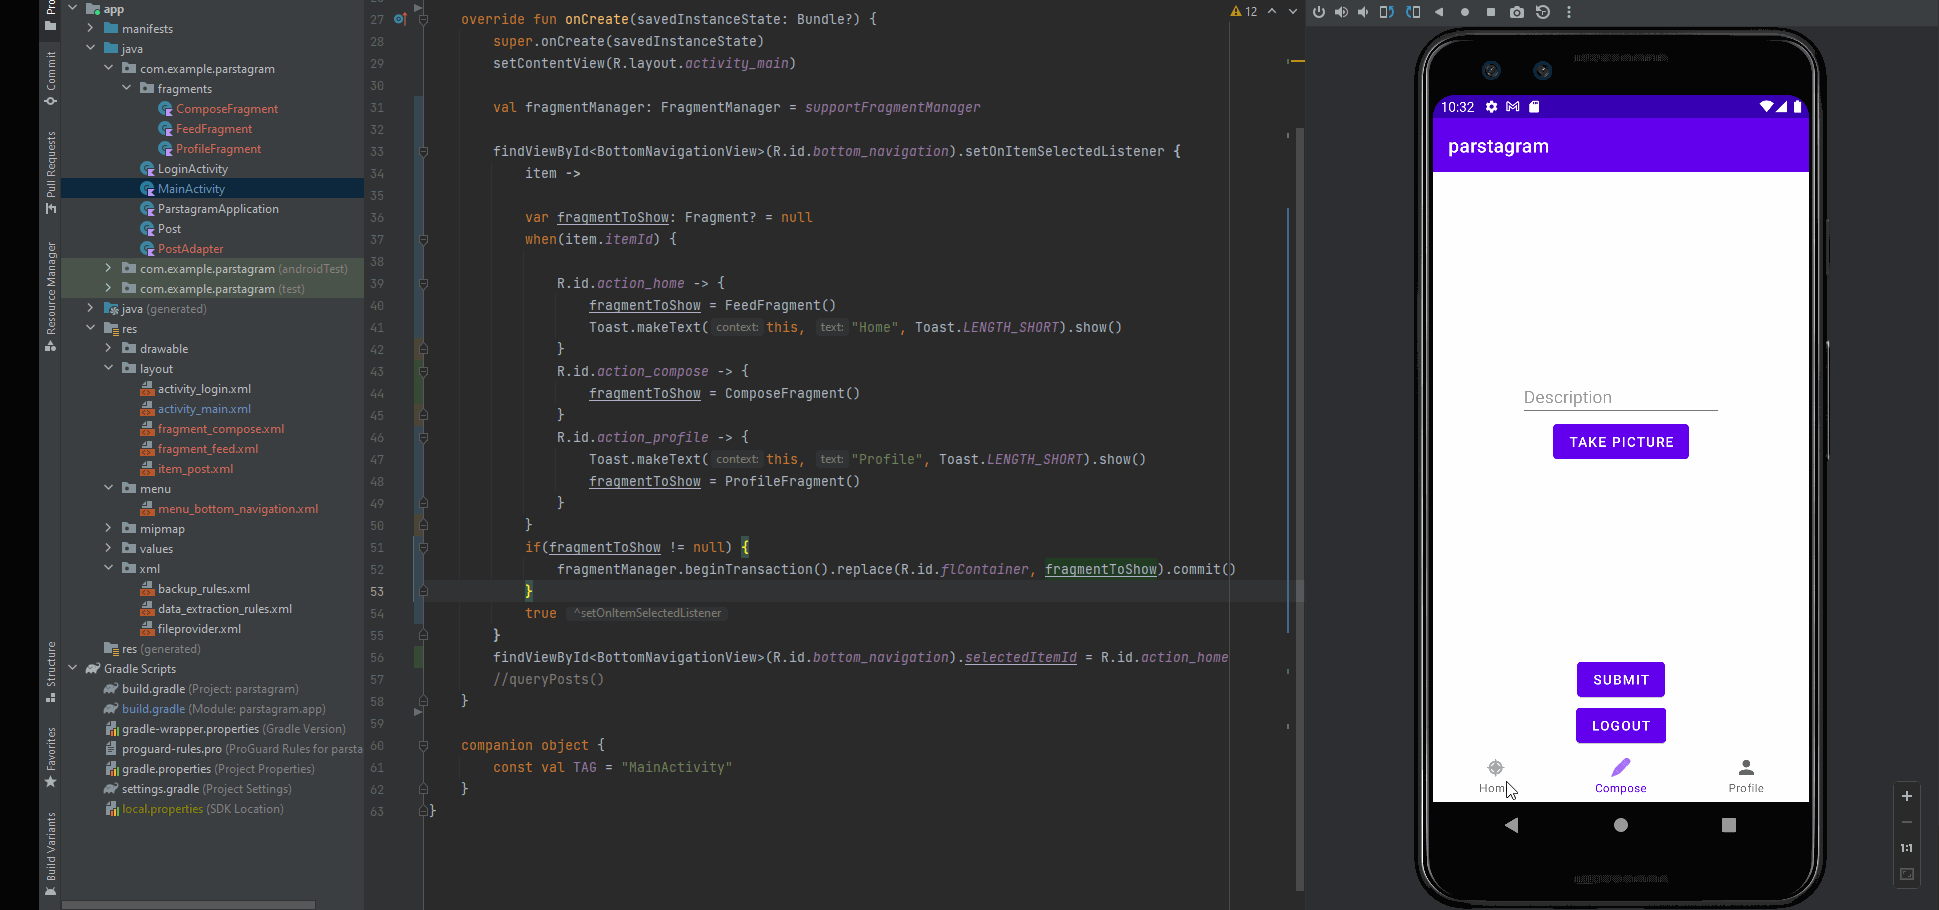 Pro
Commit
Pull Requests
Resource Manager
Structure
Favorites
Build Variants
app
manifests
java
com.example.parstagram
fragments
ComposeFragment
FeedFragment
ProfileFragment
LoginActivity
MainActivity
ParstagramApplication
Post
PostAdapter
com.example.parstagram (androidTest)
com.example.parstagram (test)
java (generated)
res
drawable
layout
activity_login.xml
activity_main.xml
fragment_compose.xml
fragment_feed.xml
item_post.xml
menu
menu_bottom_navigation.xml
mipmap
values
xml
backup_rules.xml
data_extraction_rules.xml
fileprovider.xml
res (generated)
Gradle Scripts
build.gradle (Project: parstagram)
build.gradle (Module: parstagram.app)
gradle-wrapper.properties (Gradle Version)
proguard-rules.pro (ProGuard Rules for parsta
gradle.properties (Project Properties)
settings.gradle (Project Settings)
local.properties (SDK Location)
12
27 override fun onCreate(savedInstanceState: Bundle?) {
28 super.onCreate(savedInstanceState)
29 setContentView(R.layout.activity_main)
30
31 val fragmentManager: FragmentManager = supportFragmentManager
32
33 findViewById<BottomNavigationView>(R.id.bottom_navigation).setOnItemSelectedListener {
34 item ->
35
36 var fragmentToShow: Fragment? = null
37 when(item.itemId) {
38
39 R.id.action_home -> {
40 fragmentToShow = FeedFragment()
41 Toast.makeText( context: this, text: "Home", Toast.LENGTH_SHORT).show()
42 }
43 R.id.action_compose -> {
44 fragmentToShow = ComposeFragment()
45 }
46 R.id.action_profile -> {
47 Toast.makeText( context: this, text: "Profile", Toast.LENGTH_SHORT).show()
48 fragmentToShow = ProfileFragment()
49 }
50 }
51 if(fragmentToShow != null) {
52 fragmentManager.beginTransaction().replace(R.id.flContainer, fragmentToShow).commit()
53 }
54 true ^setOnItemSelectedListener
55 }
56 findViewById<BottomNavigationView>(R.id.bottom_navigation).selectedItemId = R.id.action_home
57 //queryPosts()
58 }
59
60 companion object {
61 const val TAG = "MainActivity"
62 }
63 }
10:32
parstagram
Description
TAKE PICTURE
SUBMIT
LOGOUT
Hom
Compose
Profile
1:1